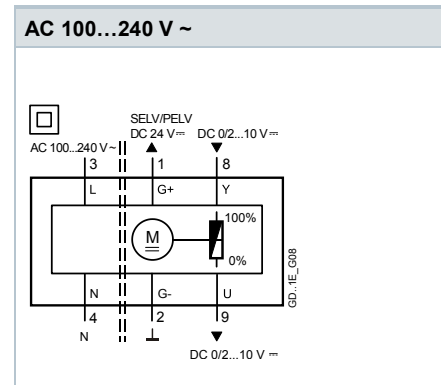 AC 100…240 V ~
SELV/PELV
DC 24 V⎓ DC 0/2...10 V⎓
AC 100...240 V~
3 1 8
L G+ Y
100%
M
0%
N G- U
4 2 9
N
DC 0/2...10 V ⎓
GD..1E_G08